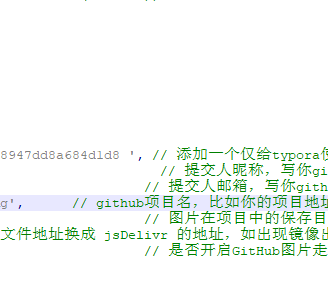 8947dd8a684d1d8 ', // 添加一个仅给typora使
// 提交人昵称，写你gi
// 提交人邮箱，写你gith
g', // github项目名，比如你的项目地址
// 图片在项目中的保存目
文件地址换成 jsDelivr 的地址，如出现镜像出
// 是否开启GitHub图片走